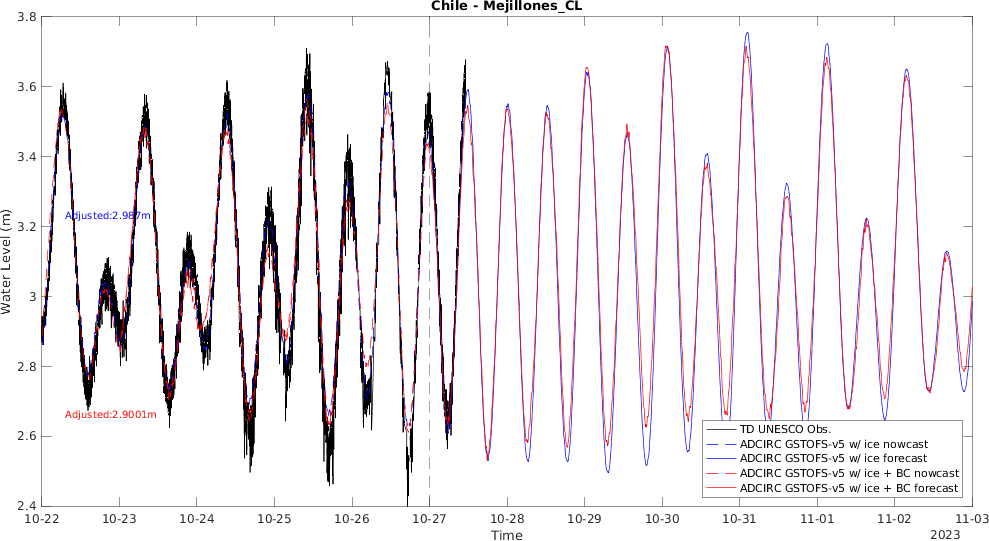 Chile - Mejillones_CL
3.8
3.6
3.4
3.2
3
2.8
2.6
2.4
Water Level (m)
Adjusted:2.987m
Adjusted:2.9001m
TD UNESCO Obs.
ADCIRC GSTOFS-v5 w/ ice nowcast
ADCIRC GSTOFS-v5 w/ ice forecast
ADCIRC GSTOFS-v5 w/ ice + BC nowcast
ADCIRC GSTOFS-v5 w/ ice + BC forecast
10-22 10-23 10-24 10-25 10-26 10-27 10-28 10-29 10-30 10-31 11-01 11-02 11-03
Time
2023